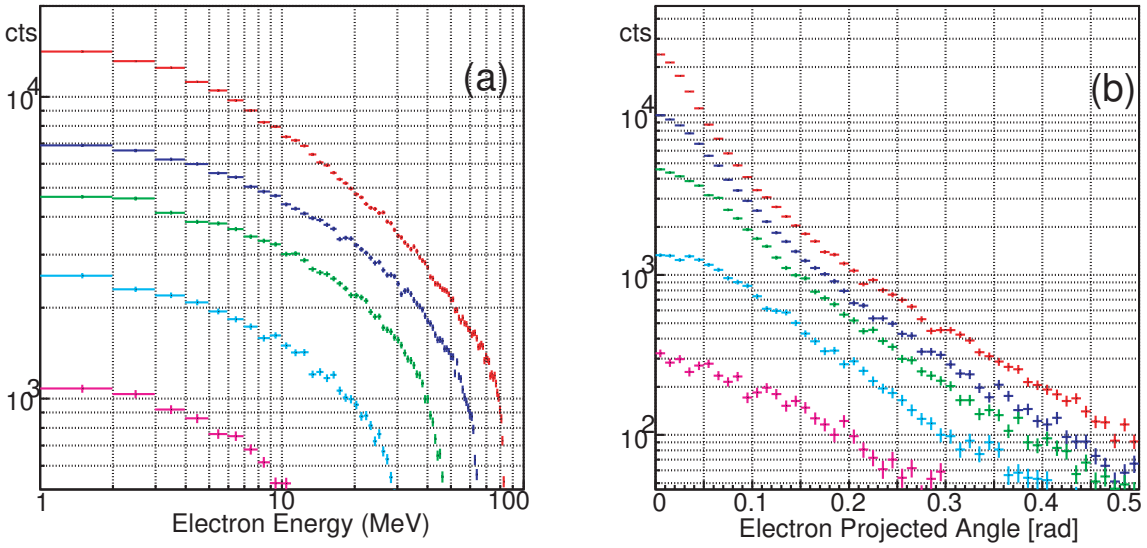 cts
(a)
10^4
10^3
1 10 100
Electron Energy (MeV)
cts
(b)
10^4
10^3
10^2
0 0.1 0.2 0.3 0.4 0.5
Electron Projected Angle [rad]